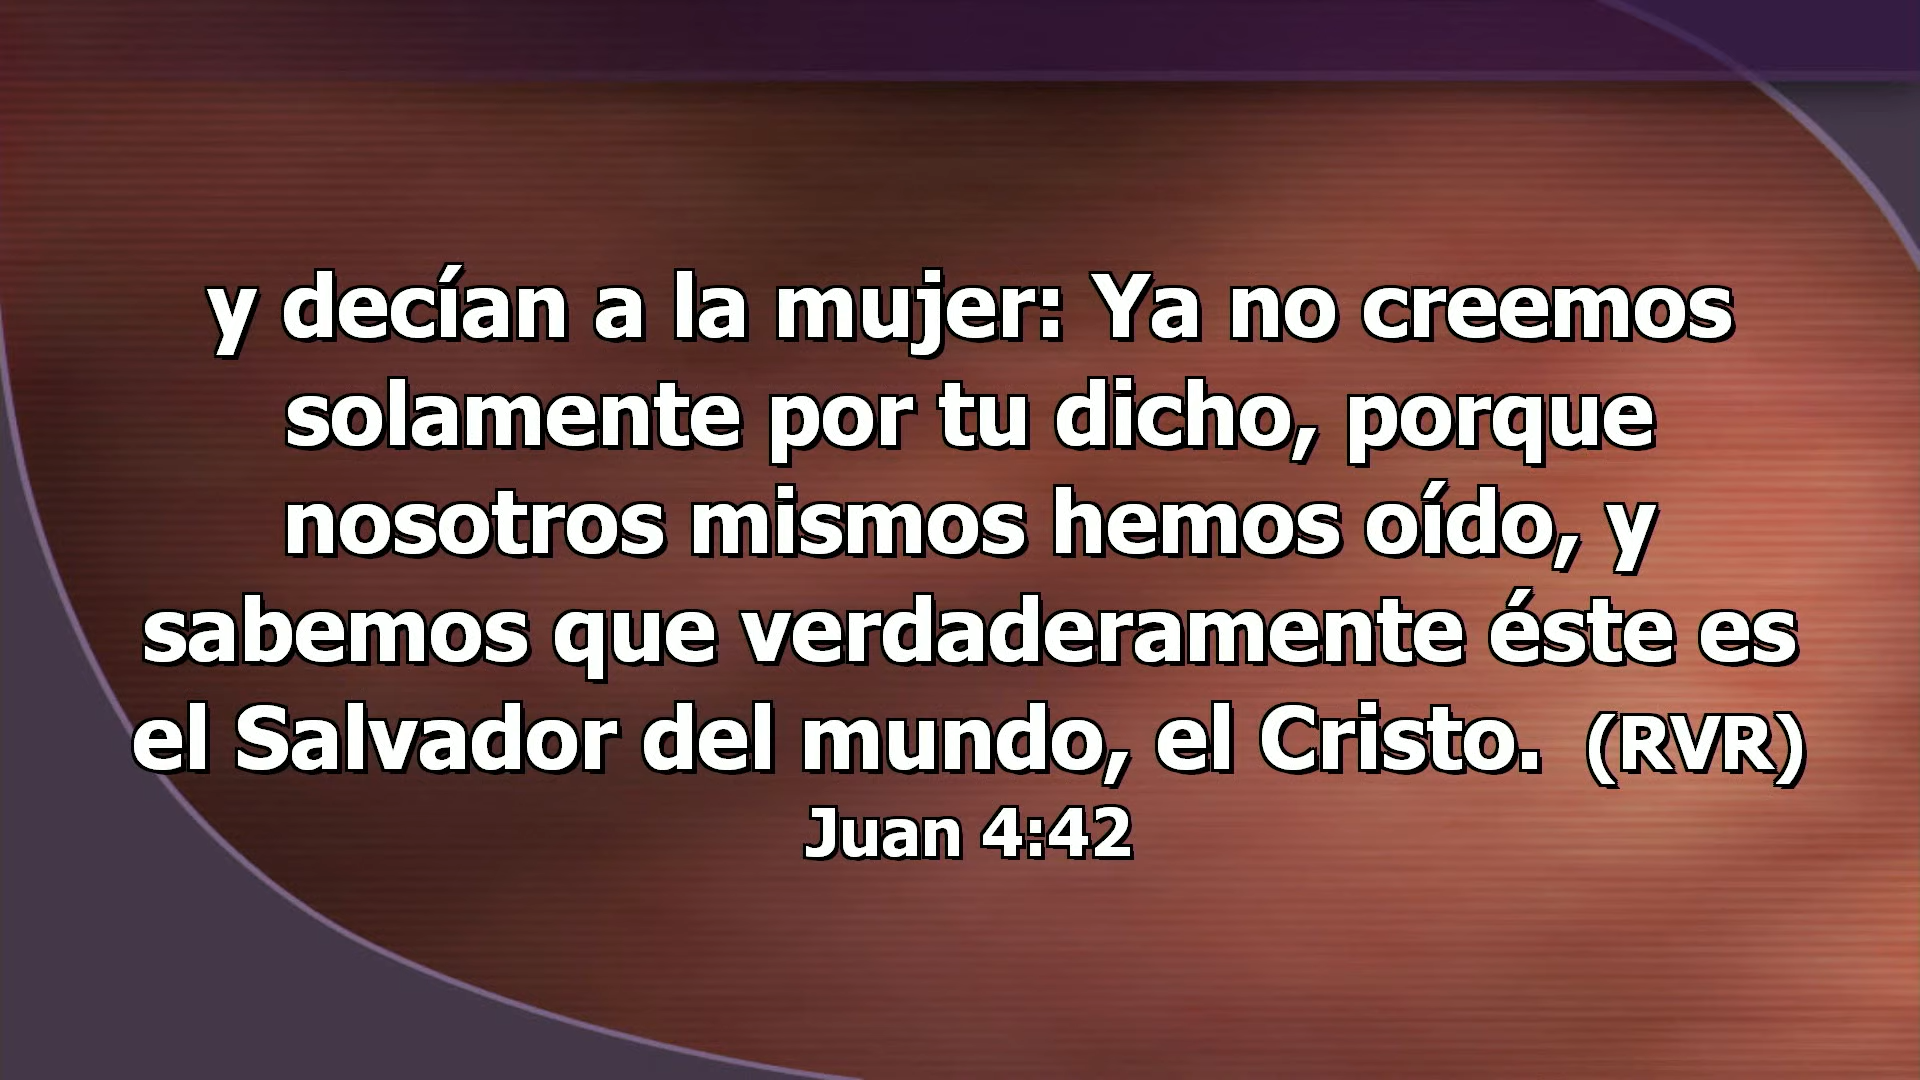 y decían a la mujer: Ya no creemos
solamente por tu dicho, porque
nosotros mismos hemos oído, y
sabemos que verdaderamente éste es
el Salvador del mundo, el Cristo. (RVR)
Juan 4:42